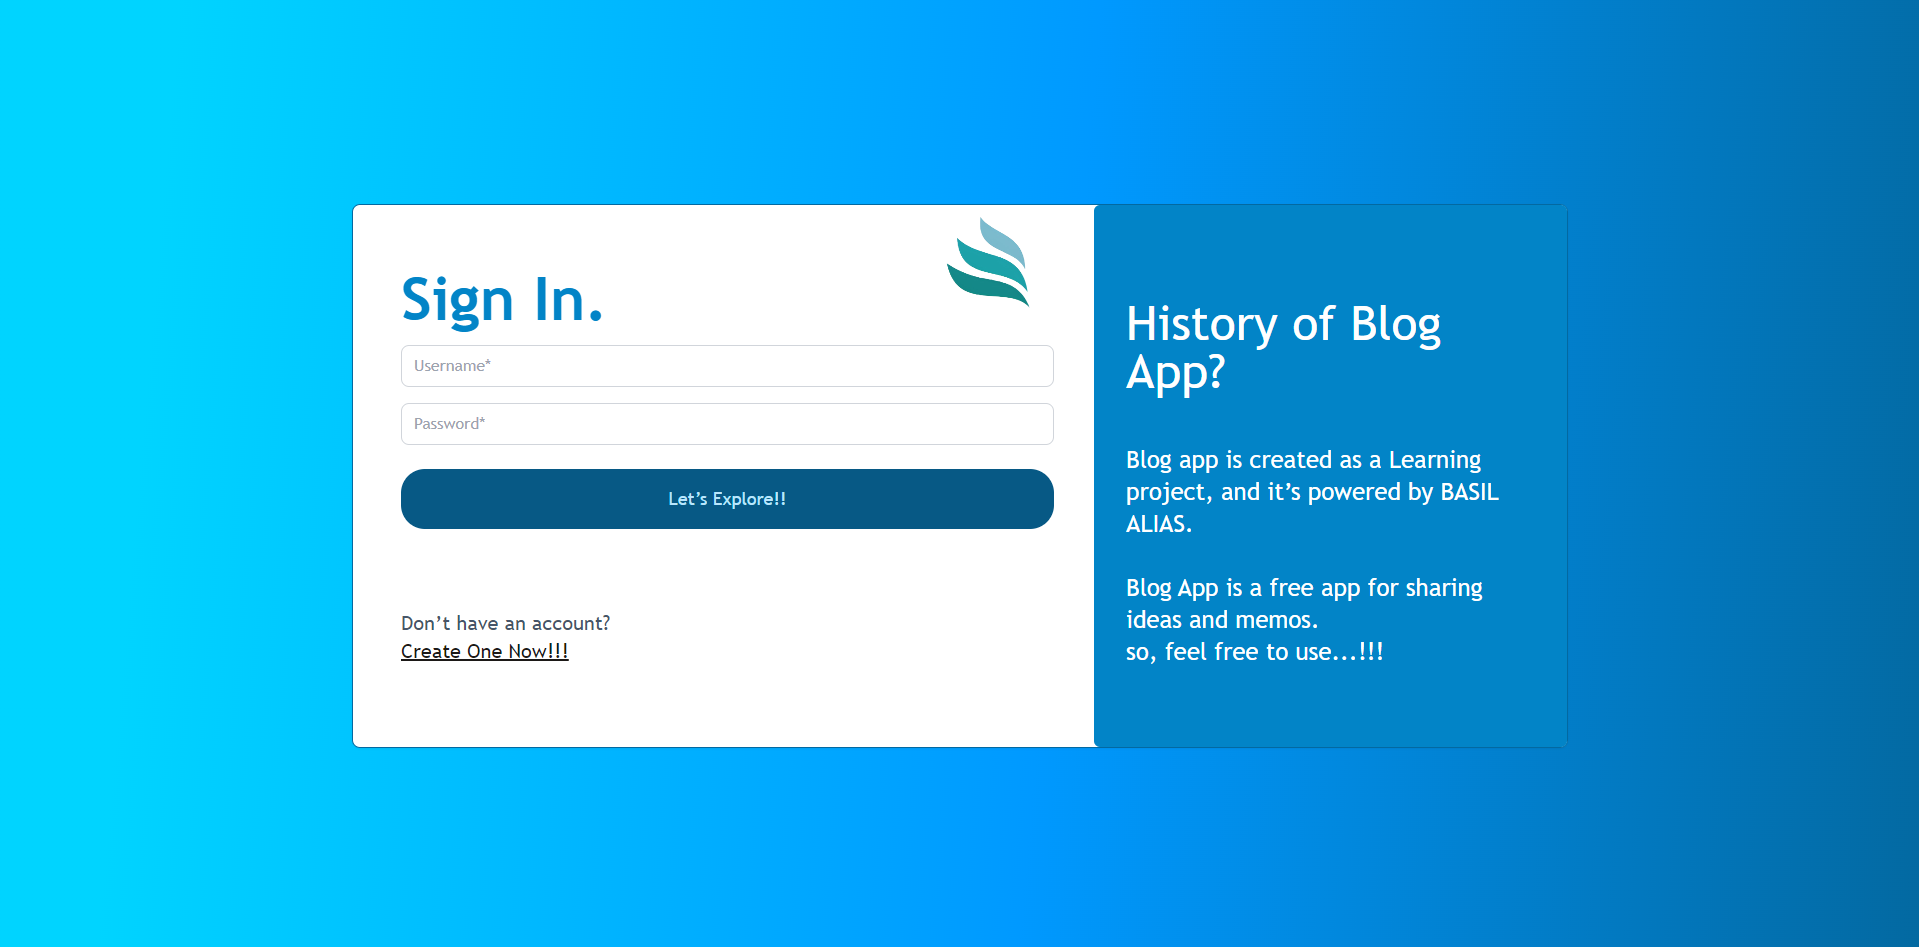 Sign In.
Username*
Password*
Let’s Explore!!
Don’t have an account?
Create One Now!!!
History of Blog
App?
Blog app is created as a Learning
project, and it’s powered by BASIL
ALIAS.
Blog App is a free app for sharing
ideas and memos.
so, feel free to use...!!!